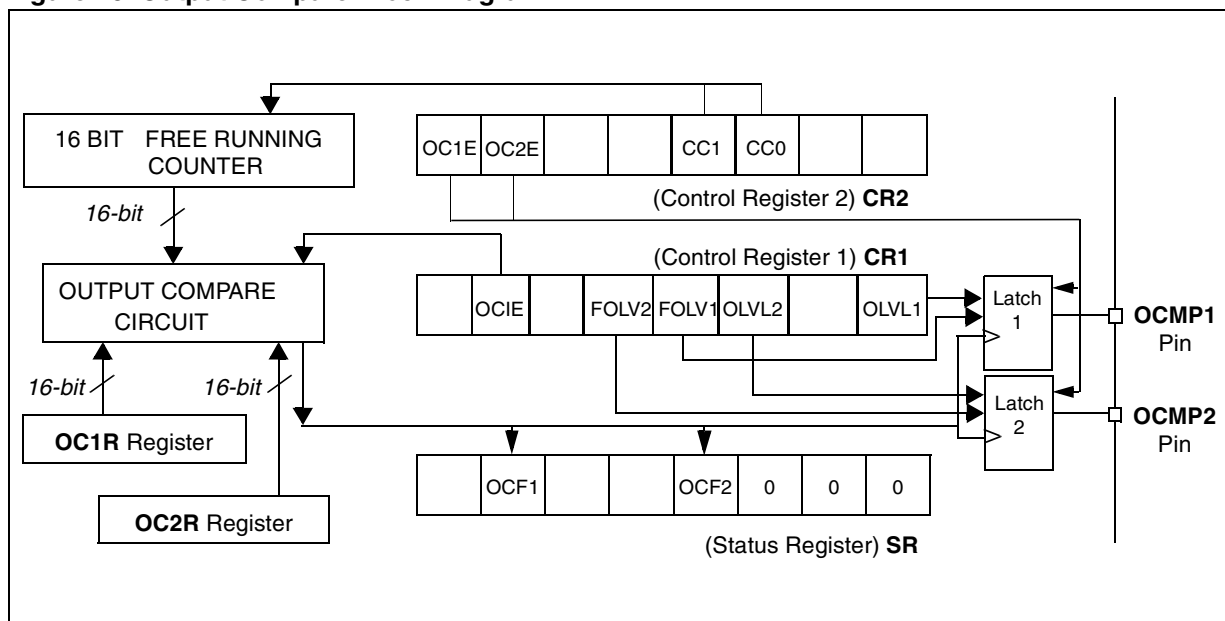 16 BIT FREE RUNNING
COUNTER
OC1E OC2E CC1 CC0
(Control Register 2) CR2
16-bit
(Control Register 1) CR1
OUTPUT COMPARE
CIRCUIT
OCIE FOLV2 FOLV1 OLVL2 OLVL1
Latch
1
OCMP1
Pin
16-bit
16-bit
Latch
2
OCMP2
Pin
OC1R Register
OCF1 OCF2 0 0 0
OC2R Register
(Status Register) SR